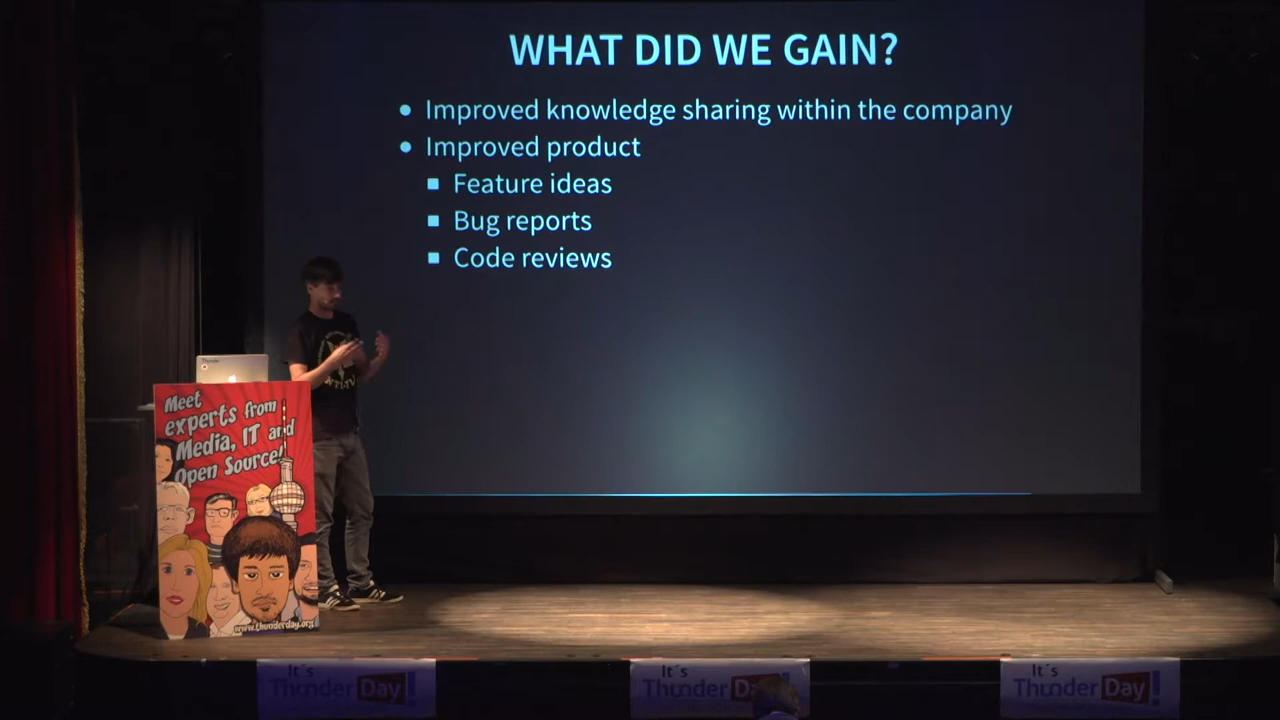 WHAT DID WE GAIN?
Improved knowledge sharing within the company
Improved product
Feature ideas
Bug reports
Code reviews
Thunder
Meet
experts from
Media, IT and
Open Source!
www.thunderday.org
It´s
Thunder Day!
It´s
Thunder
It´s
Thunder Day!